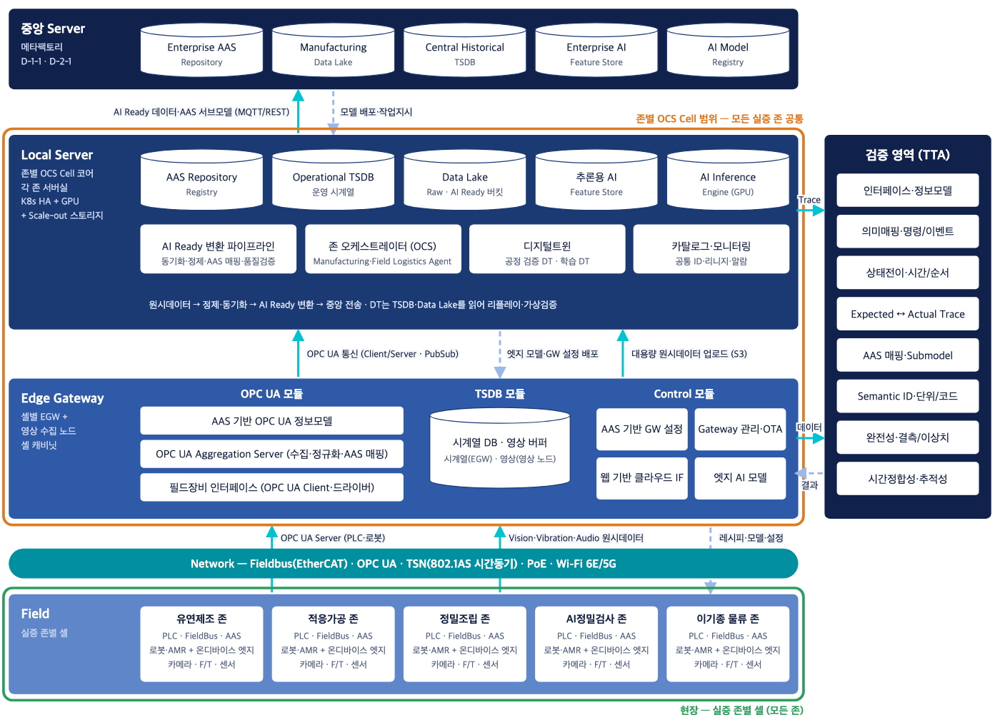 중앙 Server
메타팩토리
D-1-1 · D-2-1
Enterprise AAS
Repository
Manufacturing
Data Lake
Central Historical
TSDB
Enterprise AI
Feature Store
AI Model
Registry
AI Ready 데이터·AAS 서브모델 (MQTT/REST)
모델 배포·작업지시
존별 OCS Cell 범위 — 모든 실증 존 공통
Local Server
존별 OCS Cell 코어
각 존 서버실
K8s HA + GPU
+ Scale-out 스토리지
AAS Repository
Registry
Operational TSDB
운영 시계열
Data Lake
Raw · AI Ready 버킷
추론용 AI
Feature Store
AI Inference
Engine (GPU)
AI Ready 변환 파이프라인
동기화·정제·AAS 매핑·품질검증
존 오케스트레이터 (OCS)
Manufacturing·Field Logistics Agent
디지털트윈
공정 검증 DT · 학습 DT
카탈로그·모니터링
공통 ID·리니지·알람
원시데이터 → 정제·동기화 → AI Ready 변환 → 중앙 전송 · DT는 TSDB·Data Lake를 읽어 리플레이·가상검증
OPC UA 통신 (Client/Server · PubSub)
엣지 모델·GW 설정 배포
대용량 원시데이터 업로드 (S3)
Edge Gateway
셀별 EGW +
영상 수집 노드
셀 캐비닛
OPC UA 모듈
AAS 기반 OPC UA 정보모델
OPC UA Aggregation Server (수집·정규화·AAS 매핑)
필드장비 인터페이스 (OPC UA Client·드라이버)
TSDB 모듈
시계열 DB · 영상 버퍼
시계열(EGW) · 영상(영상 노드)
Control 모듈
AAS 기반 GW 설정
Gateway 관리·OTA
웹 기반 클라우드 IF
엣지 AI 모델
OPC UA Server (PLC·로봇)
Vision·Vibration·Audio 원시데이터
레시피·모델·설정
Network — Fieldbus(EtherCAT) · OPC UA · TSN(802.1AS 시간동기) · PoE · Wi-Fi 6E/5G
Field
실증 존별 셀
유연제조 존
PLC · FieldBus · AAS
로봇·AMR + 온디바이스 엣지
카메라 · F/T · 센서
적응가공 존
PLC · FieldBus · AAS
로봇·AMR + 온디바이스 엣지
카메라 · F/T · 센서
정밀조립 존
PLC · FieldBus · AAS
로봇·AMR + 온디바이스 엣지
카메라 · F/T · 센서
AI정밀검사 존
PLC · FieldBus · AAS
로봇·AMR + 온디바이스 엣지
카메라 · F/T · 센서
이기종 물류 존
PLC · FieldBus · AAS
로봇·AMR + 온디바이스 엣지
카메라 · F/T · 센서
현장 — 실증 존별 셀 (모든 존)
Trace
데이터
결과
검증 영역 (TTA)
인터페이스·정보모델
의미매핑·명령/이벤트
상태전이·시간/순서
Expected ↔ Actual Trace
AAS 매핑·Submodel
Semantic ID·단위/코드
완전성·결측/이상치
시간정합성·추적성